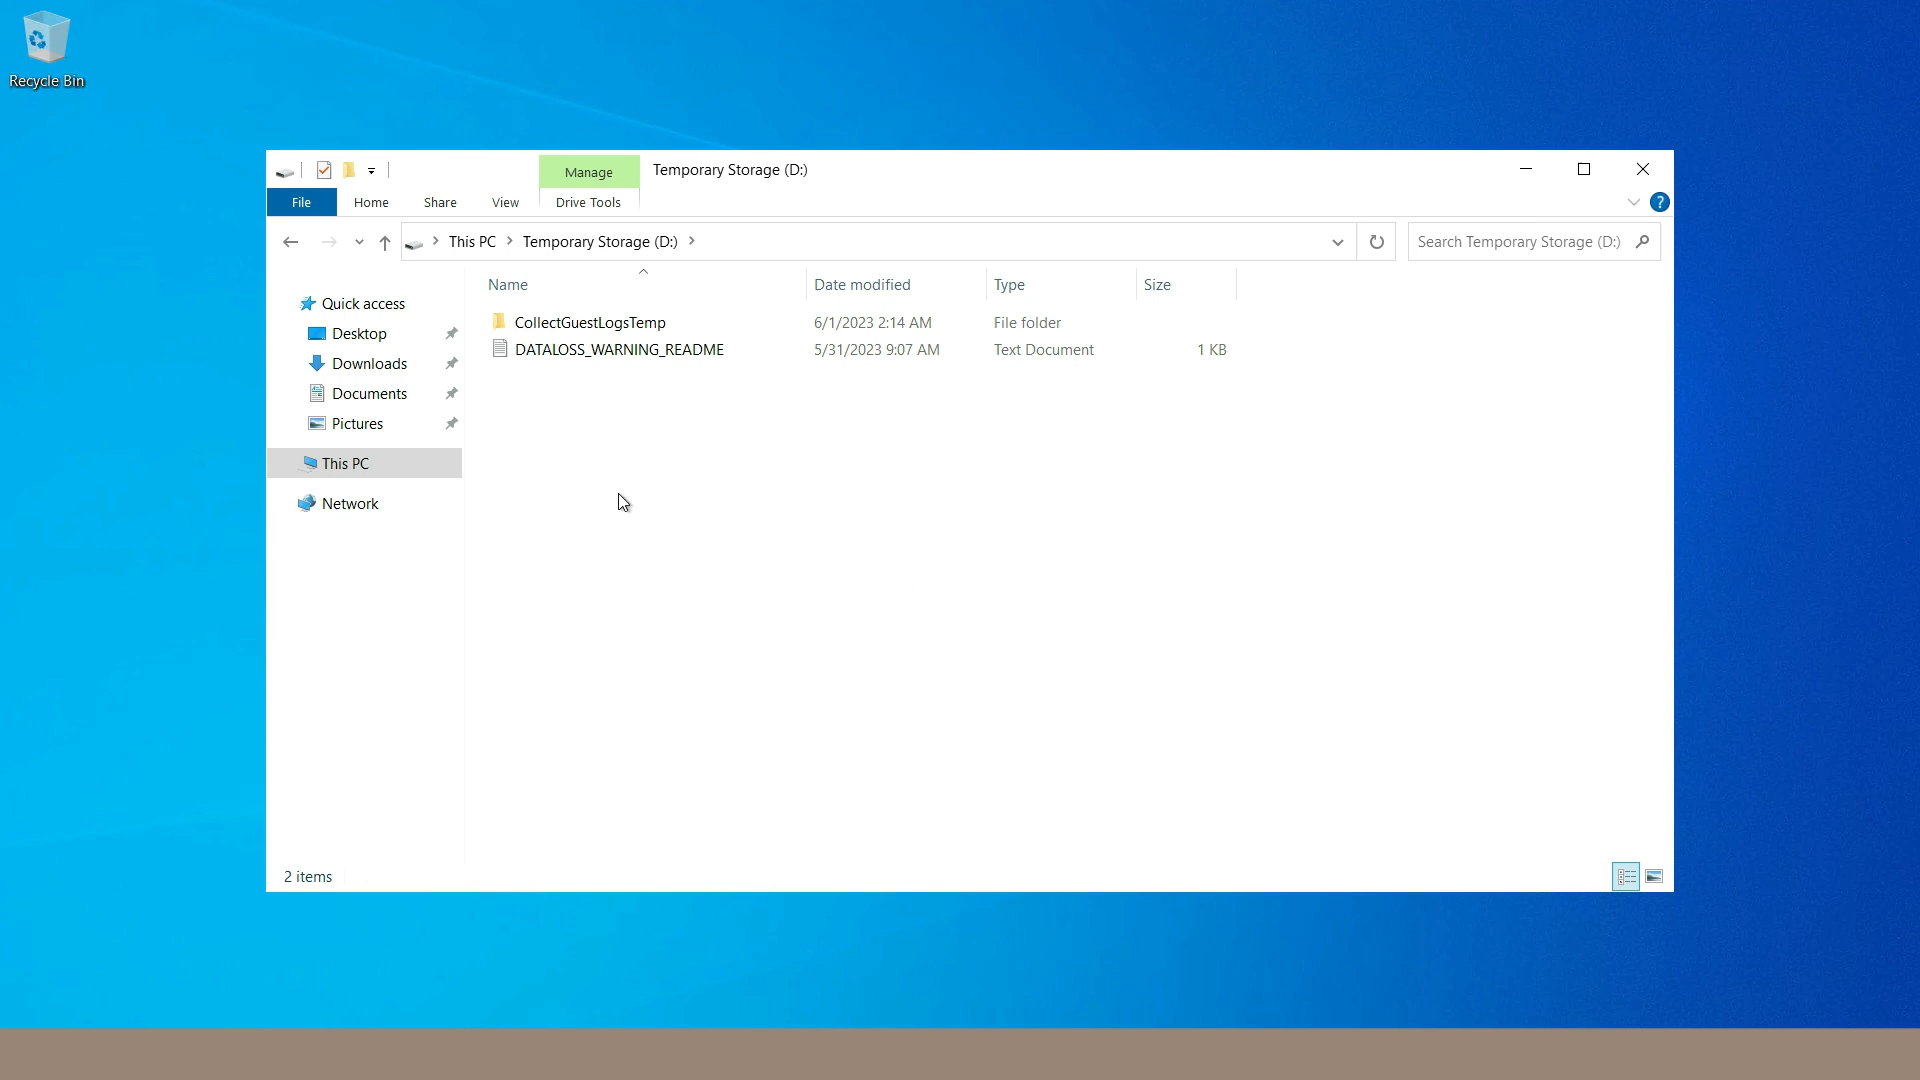 Recycle Bin
Manage
Temporary Storage (D:)
File
Home
Share
View
Drive Tools
?
This PC
Temporary Storage (D:)
Search Temporary Storage (D:)
Name
Date modified
Type
Size
Quick access
Desktop
Downloads
Documents
Pictures
This PC
Network
CollectGuestLogsTemp
6/1/2023 2:14 AM
File folder
DATALOSS_WARNING_README
5/31/2023 9:07 AM
Text Document
1 KB
2 items